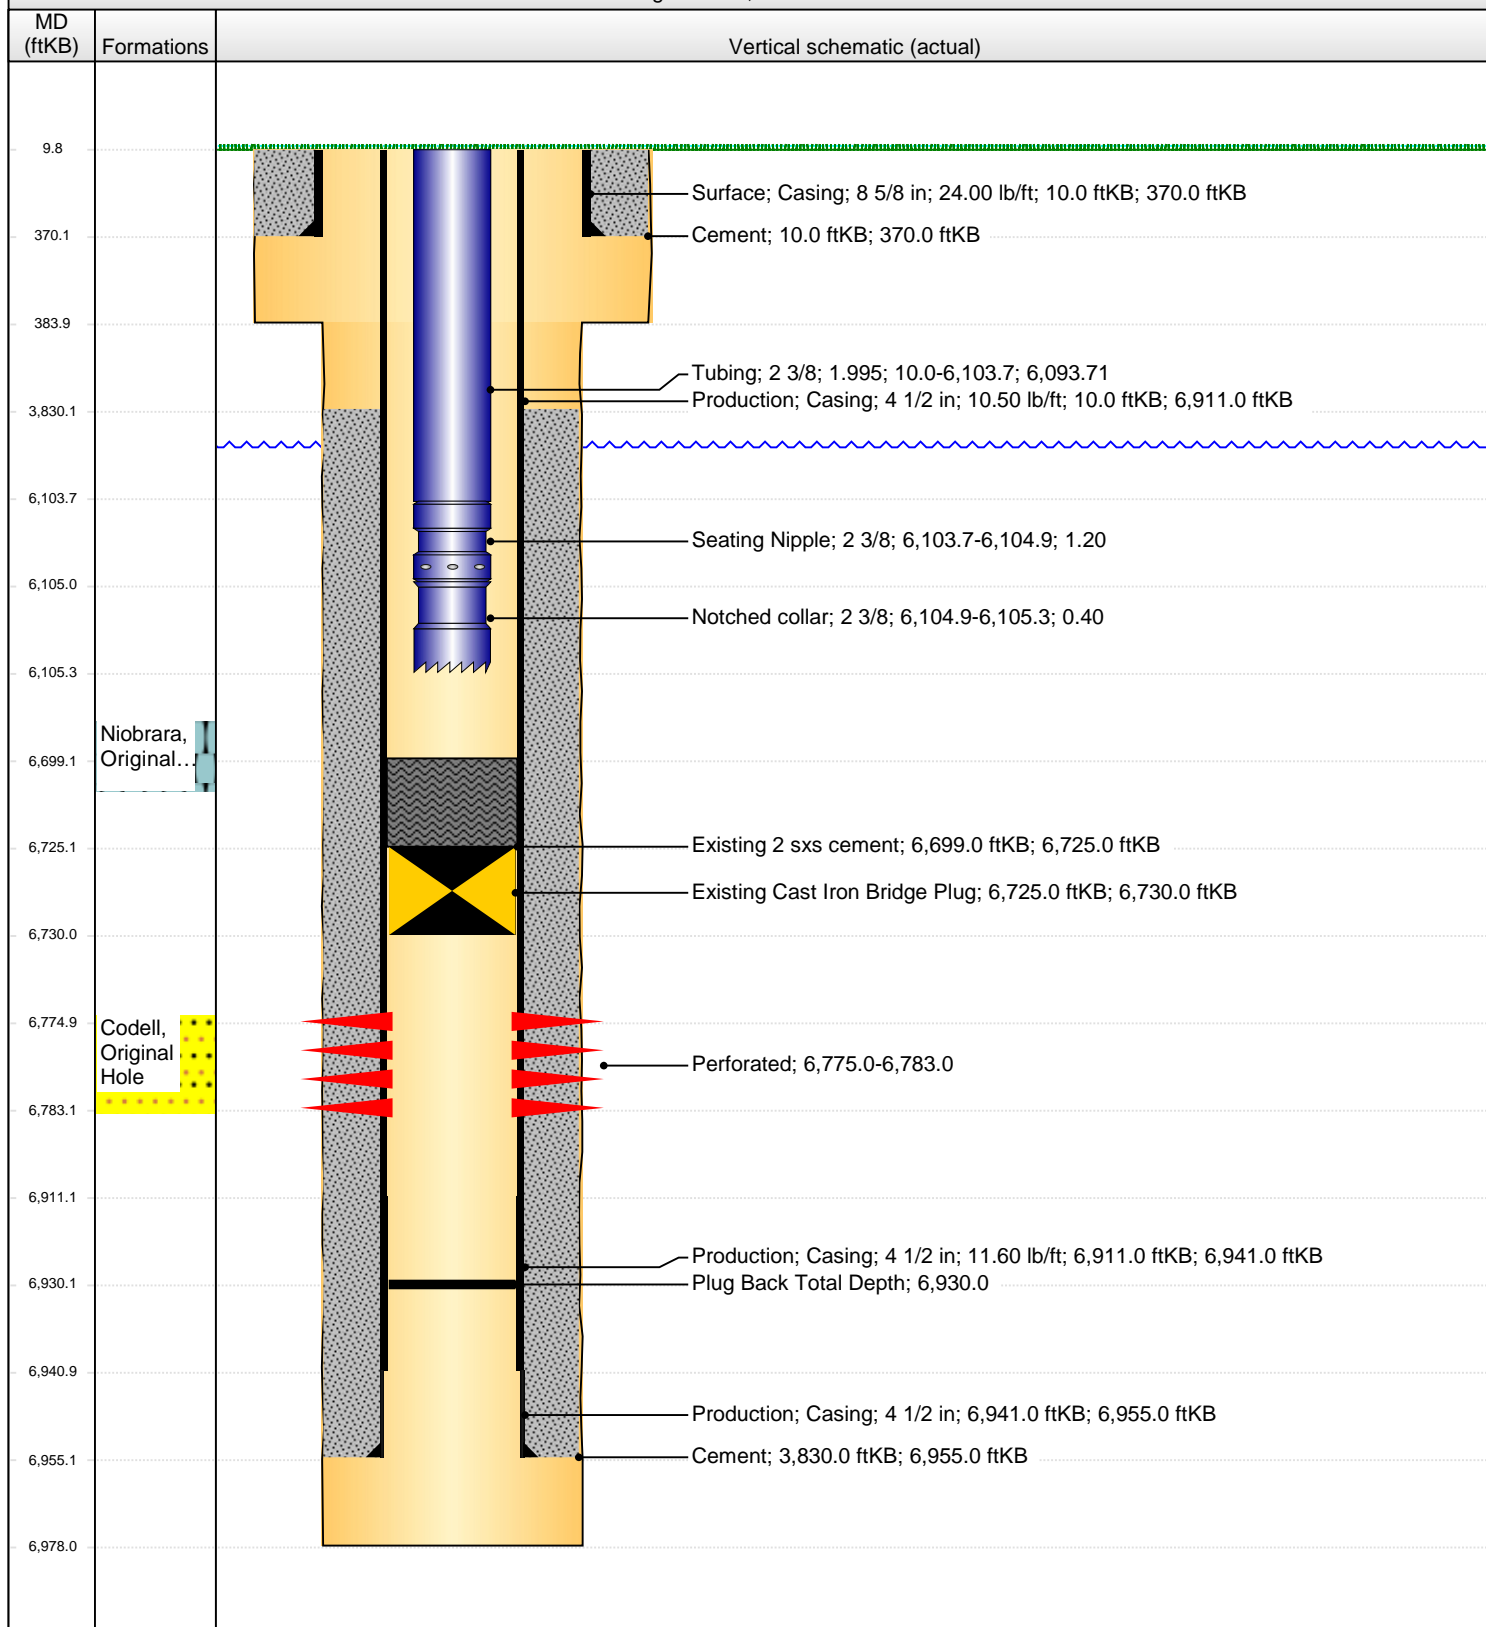 MD
(ftKB)
Formations
Vertical schematic (actual)
9.8
Surface; Casing; 8 5/8 in; 24.00 lb/ft; 10.0 ftKB; 370.0 ftKB
370.1
Cement; 10.0 ftKB; 370.0 ftKB
383.9
Tubing; 2 3/8; 1.995; 10.0-6,103.7; 6,093.71
Production; Casing; 4 1/2 in; 10.50 lb/ft; 10.0 ftKB; 6,911.0 ftKB
3,830.1
6,103.7
Seating Nipple; 2 3/8; 6,103.7-6,104.9; 1.20
6,105.0
Notched collar; 2 3/8; 6,104.9-6,105.3; 0.40
6,105.3
Niobrara,
Original...
6,699.1
Existing 2 sxs cement; 6,699.0 ftKB; 6,725.0 ftKB
6,725.1
Existing Cast Iron Bridge Plug; 6,725.0 ftKB; 6,730.0 ftKB
6,730.0
6,774.9
Codell,
Original
Hole
Perforated; 6,775.0-6,783.0
6,783.1
6,911.1
Production; Casing; 4 1/2 in; 11.60 lb/ft; 6,911.0 ftKB; 6,941.0 ftKB
Plug Back Total Depth; 6,930.0
6,930.1
6,940.9
Production; Casing; 4 1/2 in; 6,941.0 ftKB; 6,955.0 ftKB
Cement; 3,830.0 ftKB; 6,955.0 ftKB
6,955.1
6,978.0